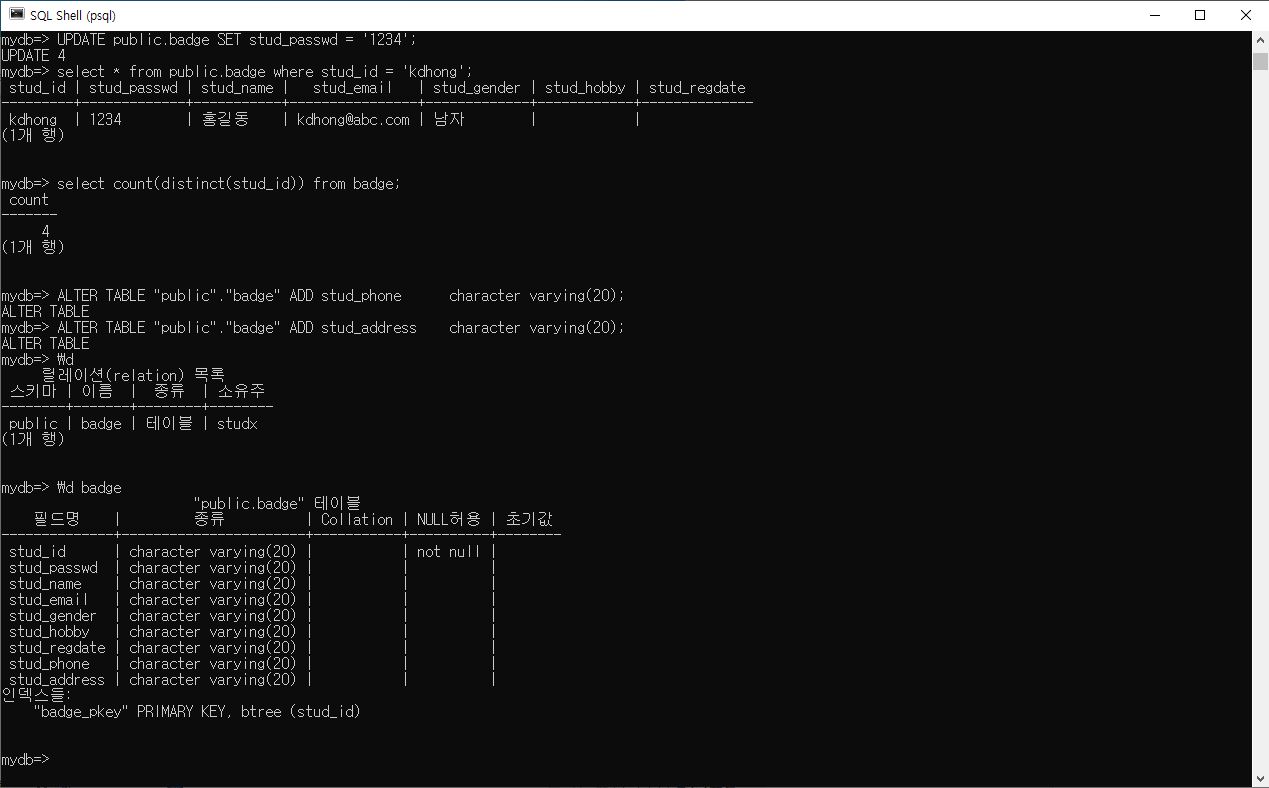 SQL Shell (psql)
mydb=> UPDATE public.badge SET stud_passwd = '1234';
UPDATE 4
mydb=> select * from public.badge where stud_id = 'kdhong';
 stud_id | stud_passwd | stud_name |   stud_email   | stud_gender | stud_hobby | stud_regdate
---------+-------------+-----------+----------------+-------------+------------+--------------
 kdhong  | 1234        | 홍길동    | kdhong@abc.com | 남자        |            |
(1개 행)
mydb=> select count(distinct(stud_id)) from badge;
 count
-------
     4
(1개 행)
mydb=> ALTER TABLE "public"."badge" ADD stud_phone      character varying(20);
ALTER TABLE
mydb=> ALTER TABLE "public"."badge" ADD stud_address    character varying(20);
ALTER TABLE
mydb=> ₩d
     릴레이션(relation) 목록
 스키마 | 이름  |  종류  | 소유주
--------+-------+--------+--------
 public | badge | 테이블 | studx
(1개 행)
mydb=> ₩d badge
                        "public.badge" 테이블
    필드명    |         종류          | Collation | NULL허용 | 초기값
--------------+-----------------------+-----------+----------+--------
 stud_id      | character varying(20) |           | not null |
 stud_passwd  | character varying(20) |           |          |
 stud_name    | character varying(20) |           |          |
 stud_email   | character varying(20) |           |          |
 stud_gender  | character varying(20) |           |          |
 stud_hobby   | character varying(20) |           |          |
 stud_regdate | character varying(20) |           |          |
 stud_phone   | character varying(20) |           |          |
 stud_address | character varying(20) |           |          |
인덱스들:
    "badge_pkey" PRIMARY KEY, btree (stud_id)
mydb=>